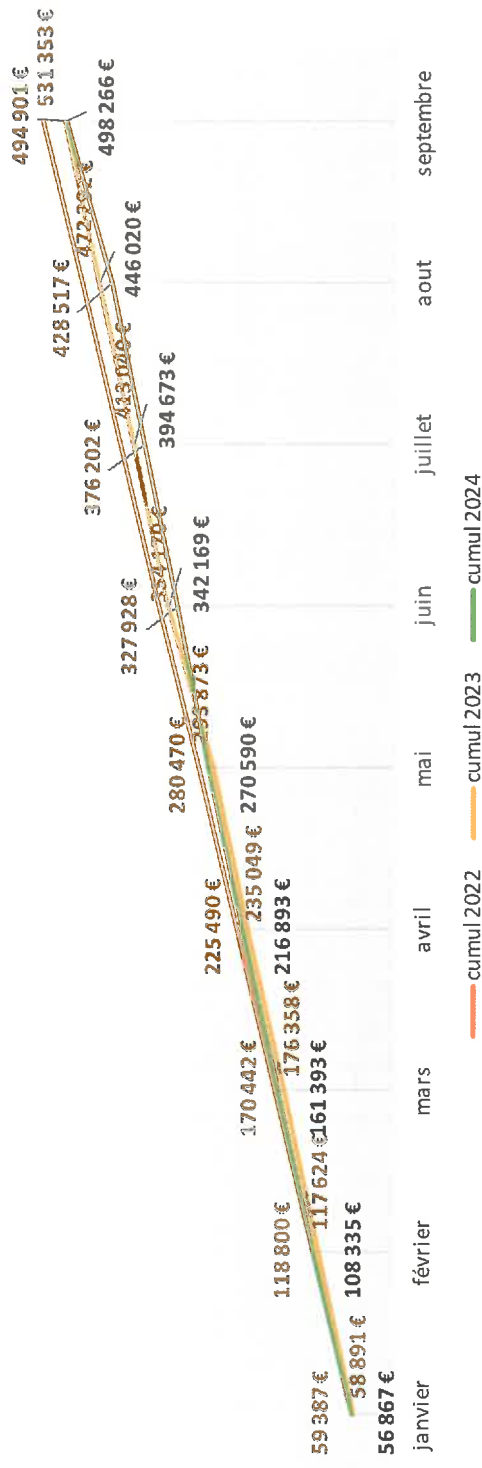 494 901 €
531 353 €
498 266 €
428 517 €
446 020 €
376 202 €
394 673 €
327 928 €
342 169 €
280 470 €
270 590 €
225 490 €
235 049 €
216 893 €
170 442 €
176 358 €
161 393 €
118 800 €
117 624 €
108 335 €
59 387 €
58 891 €
56 867 €
janvier février mars avril mai juin juillet aout septembre
cumul 2022 cumul 2023 cumul 2024